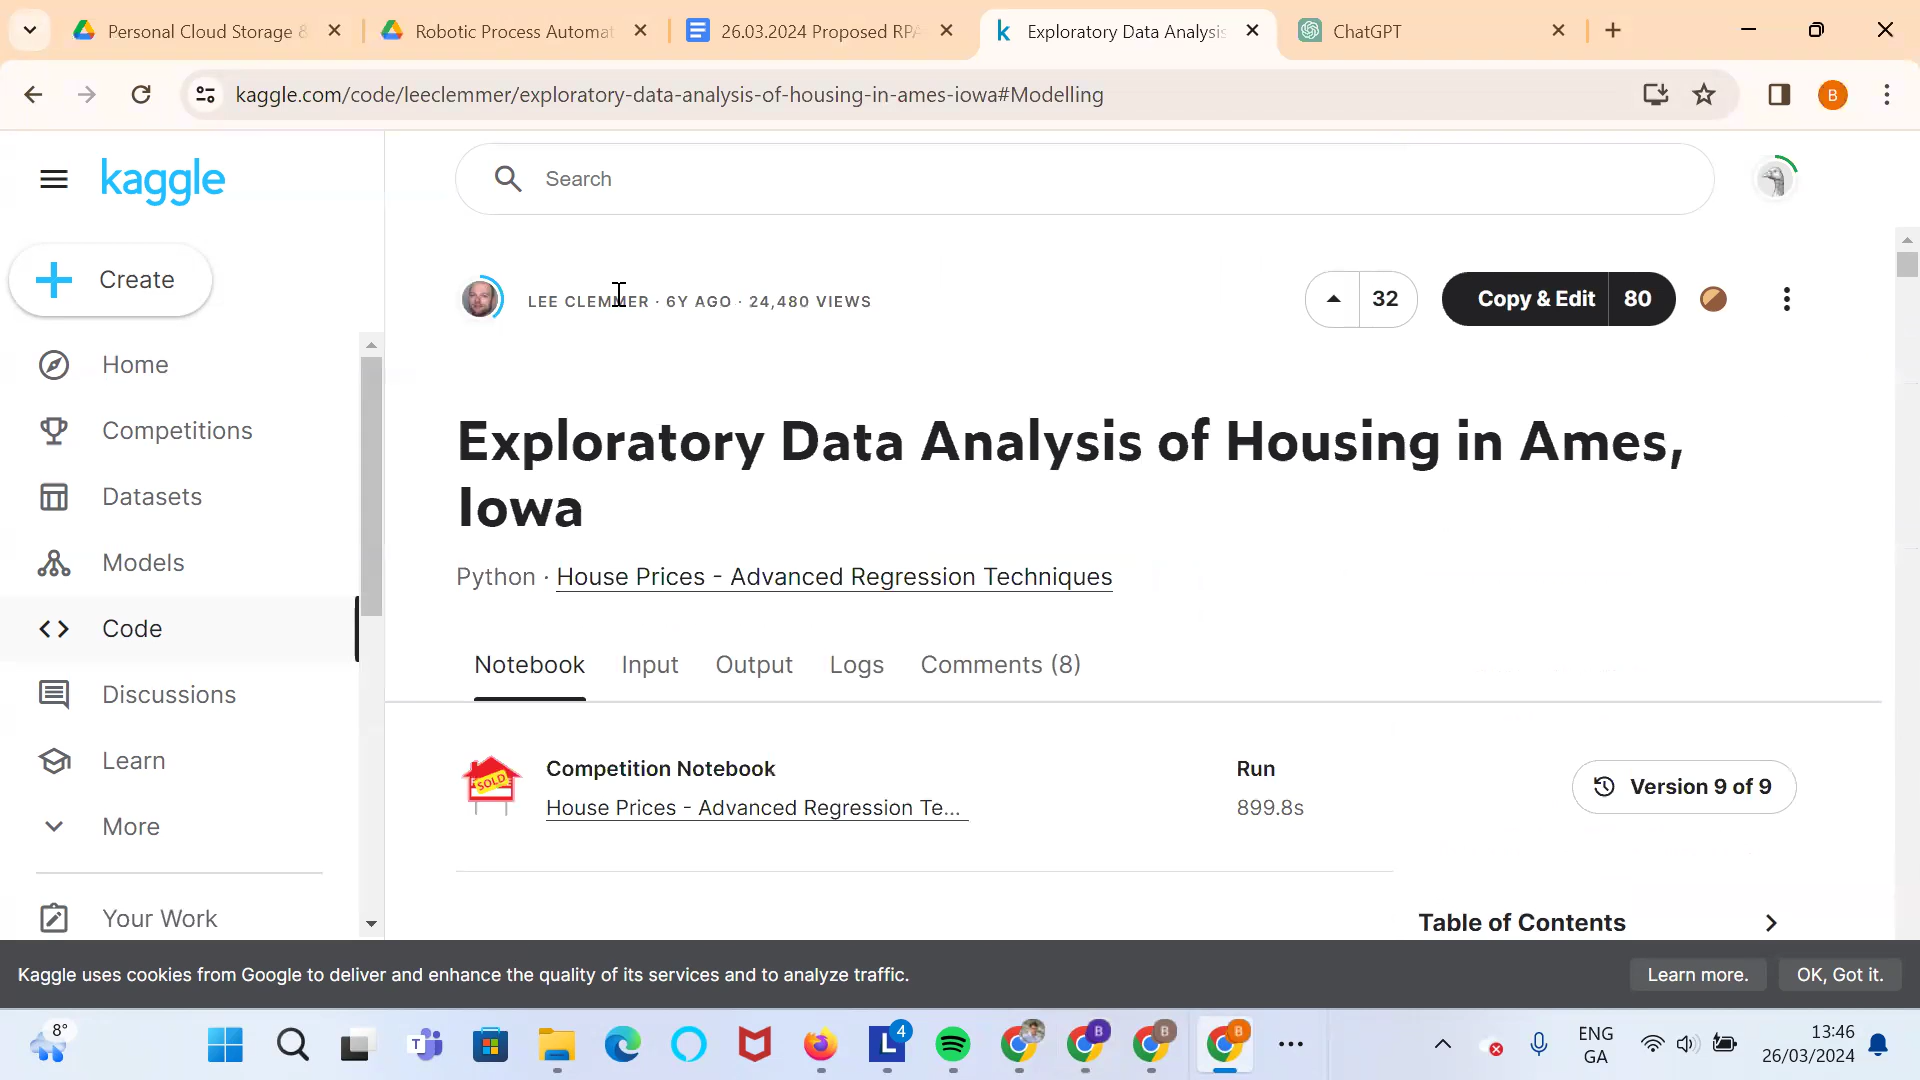 Personal Cloud Storage &
Robotic Process Automat
26.03.2024 Proposed RPA
Exploratory Data Analysis
ChatGPT
kaggle.com/code/leeclemmer/exploratory-data-analysis-of-housing-in-ames-iowa#Modelling
B
kaggle
Search
Create
LEE CLEMMER · 6Y AGO · 24,480 VIEWS
32
Copy & Edit
80
Home
Competitions
Datasets
Models
Code
Discussions
Learn
More
Your Work
Exploratory Data Analysis of Housing in Ames,
Iowa
Python · House Prices - Advanced Regression Techniques
Notebook
Input
Output
Logs
Comments (8)
SOLD
Competition Notebook
House Prices - Advanced Regression Te...
Run
899.8s
Version 9 of 9
Table of Contents
Kaggle uses cookies from Google to deliver and enhance the quality of its services and to analyze traffic.
Learn more.
OK, Got it.
8°
T
L
4
B
B
B
ENG
GA
13:46
26/03/2024